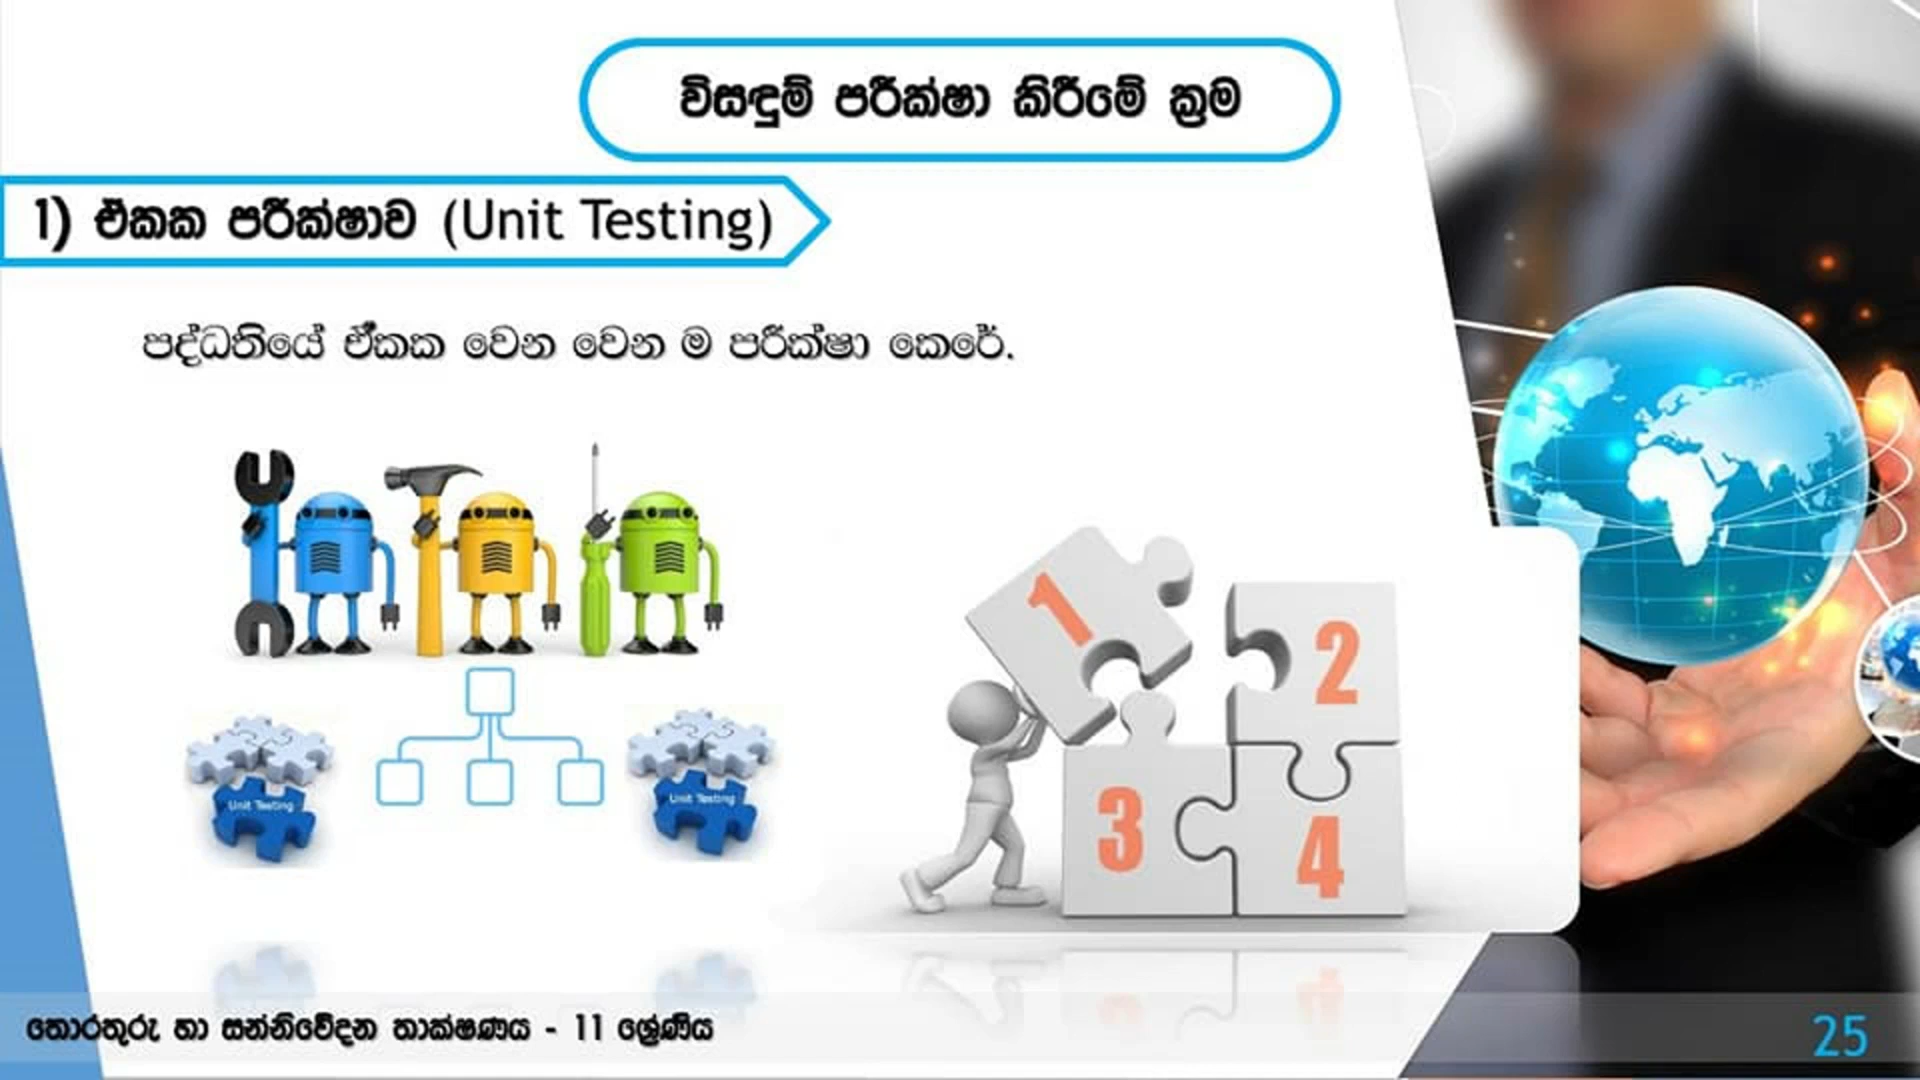 විසඳුම් පරීක්ෂා කිරීමේ ක්‍රම
1) ඒකක පරීක්ෂාව (Unit Testing)
පද්ධතියේ ඒකක වෙන වෙන ම පරීක්ෂා කෙරේ.
1
2
3
4
Unit Testing
Unit Testing
තොරතුරු හා සන්නිවේදන තාක්ෂණය - 11 ශ්‍රේණිය
25